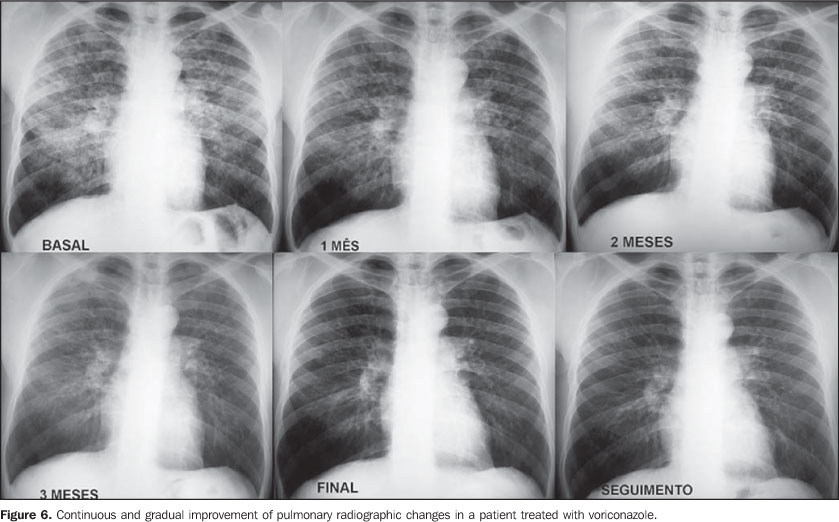 BASAL
1 MÊS
2 MESES
3 MESES
FINAL
SEGUIMENTO
Figure 6. Continuous and gradual improvement of pulmonary radiographic changes in a patient treated with voriconazole.